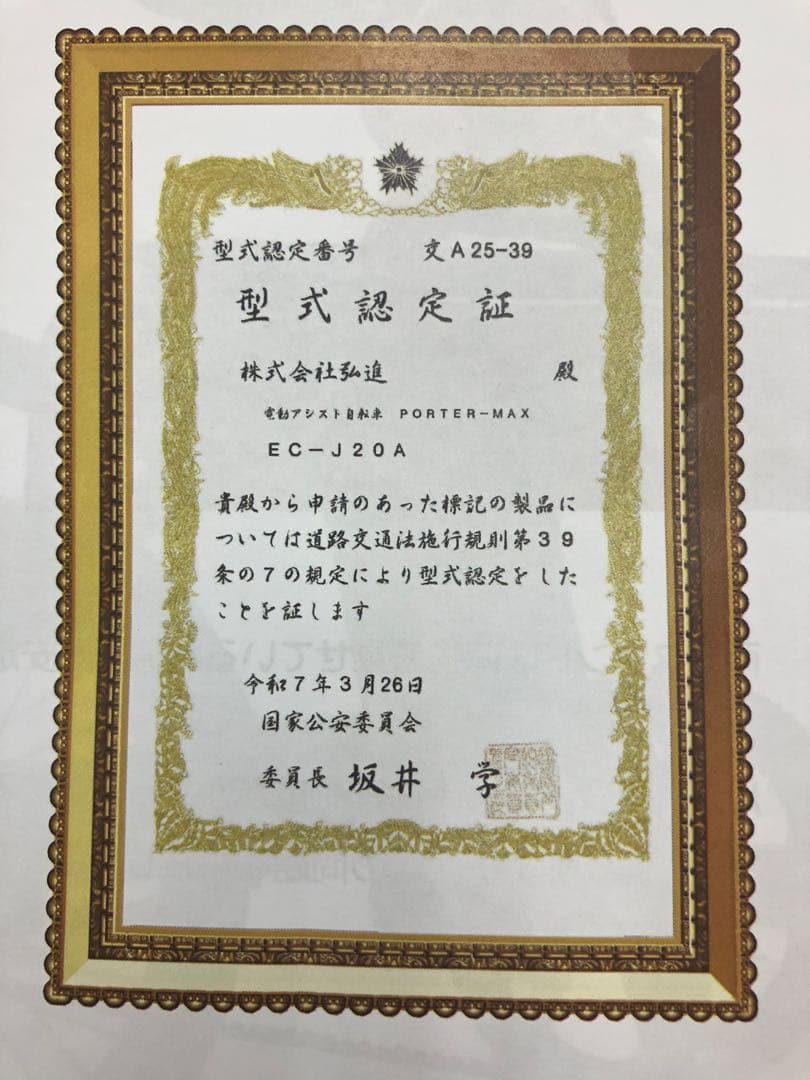 型式認定番号 交A25-39
型式認定証
株式会社弘進 殿
電動アシスト自転車 PORTER-MAX
EC-J20A
貴殿から申請のあった標記の製品に
ついては道路交通法施行規則第39
条の7の規定により型式認定をした
ことを証します
令和7年3月26日
国家公安委員会
委員長 坂井 学